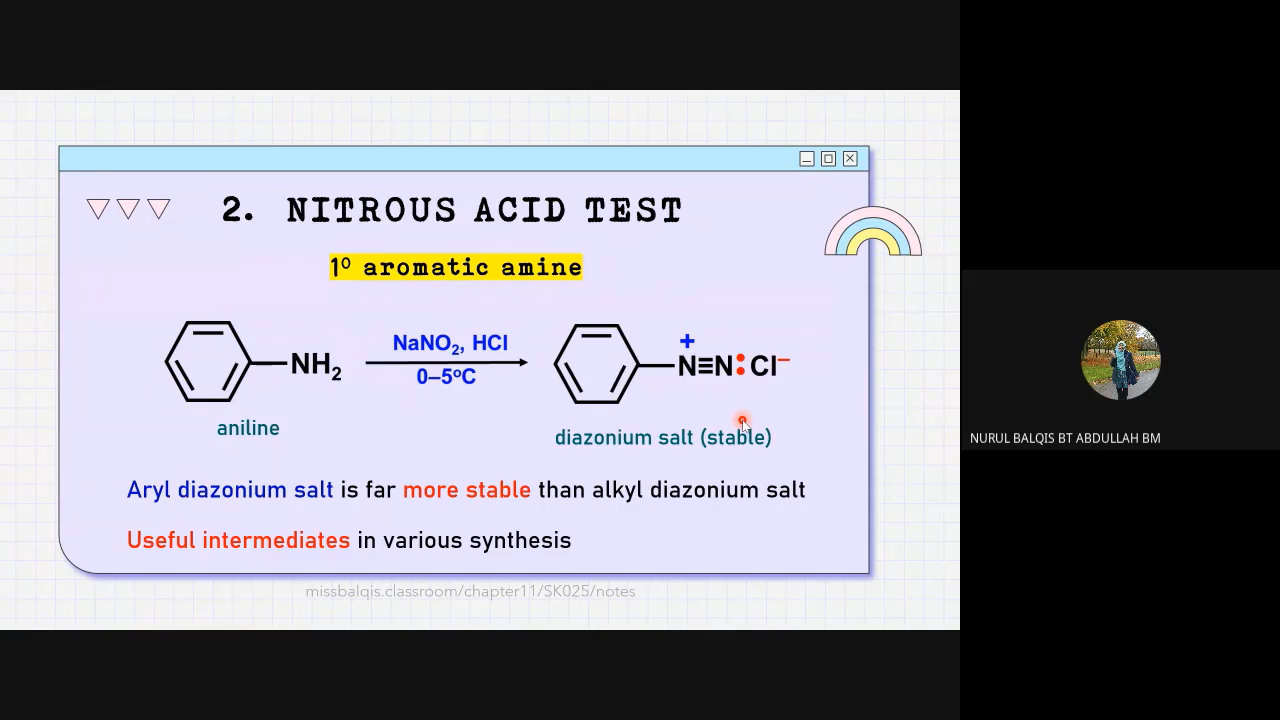 2. NITROUS ACID TEST
1⁰ aromatic amine
NaNO₂, HCl
NH₂
0–5⁰C
+
N≡N:Cl⁻
aniline
diazonium salt (stable)
Aryl diazonium salt is far more stable than alkyl diazonium salt
Useful intermediates in various synthesis
missbalqis.classroom/chapter11/SK025/notes
NURUL BALQIS BT ABDULLAH BM